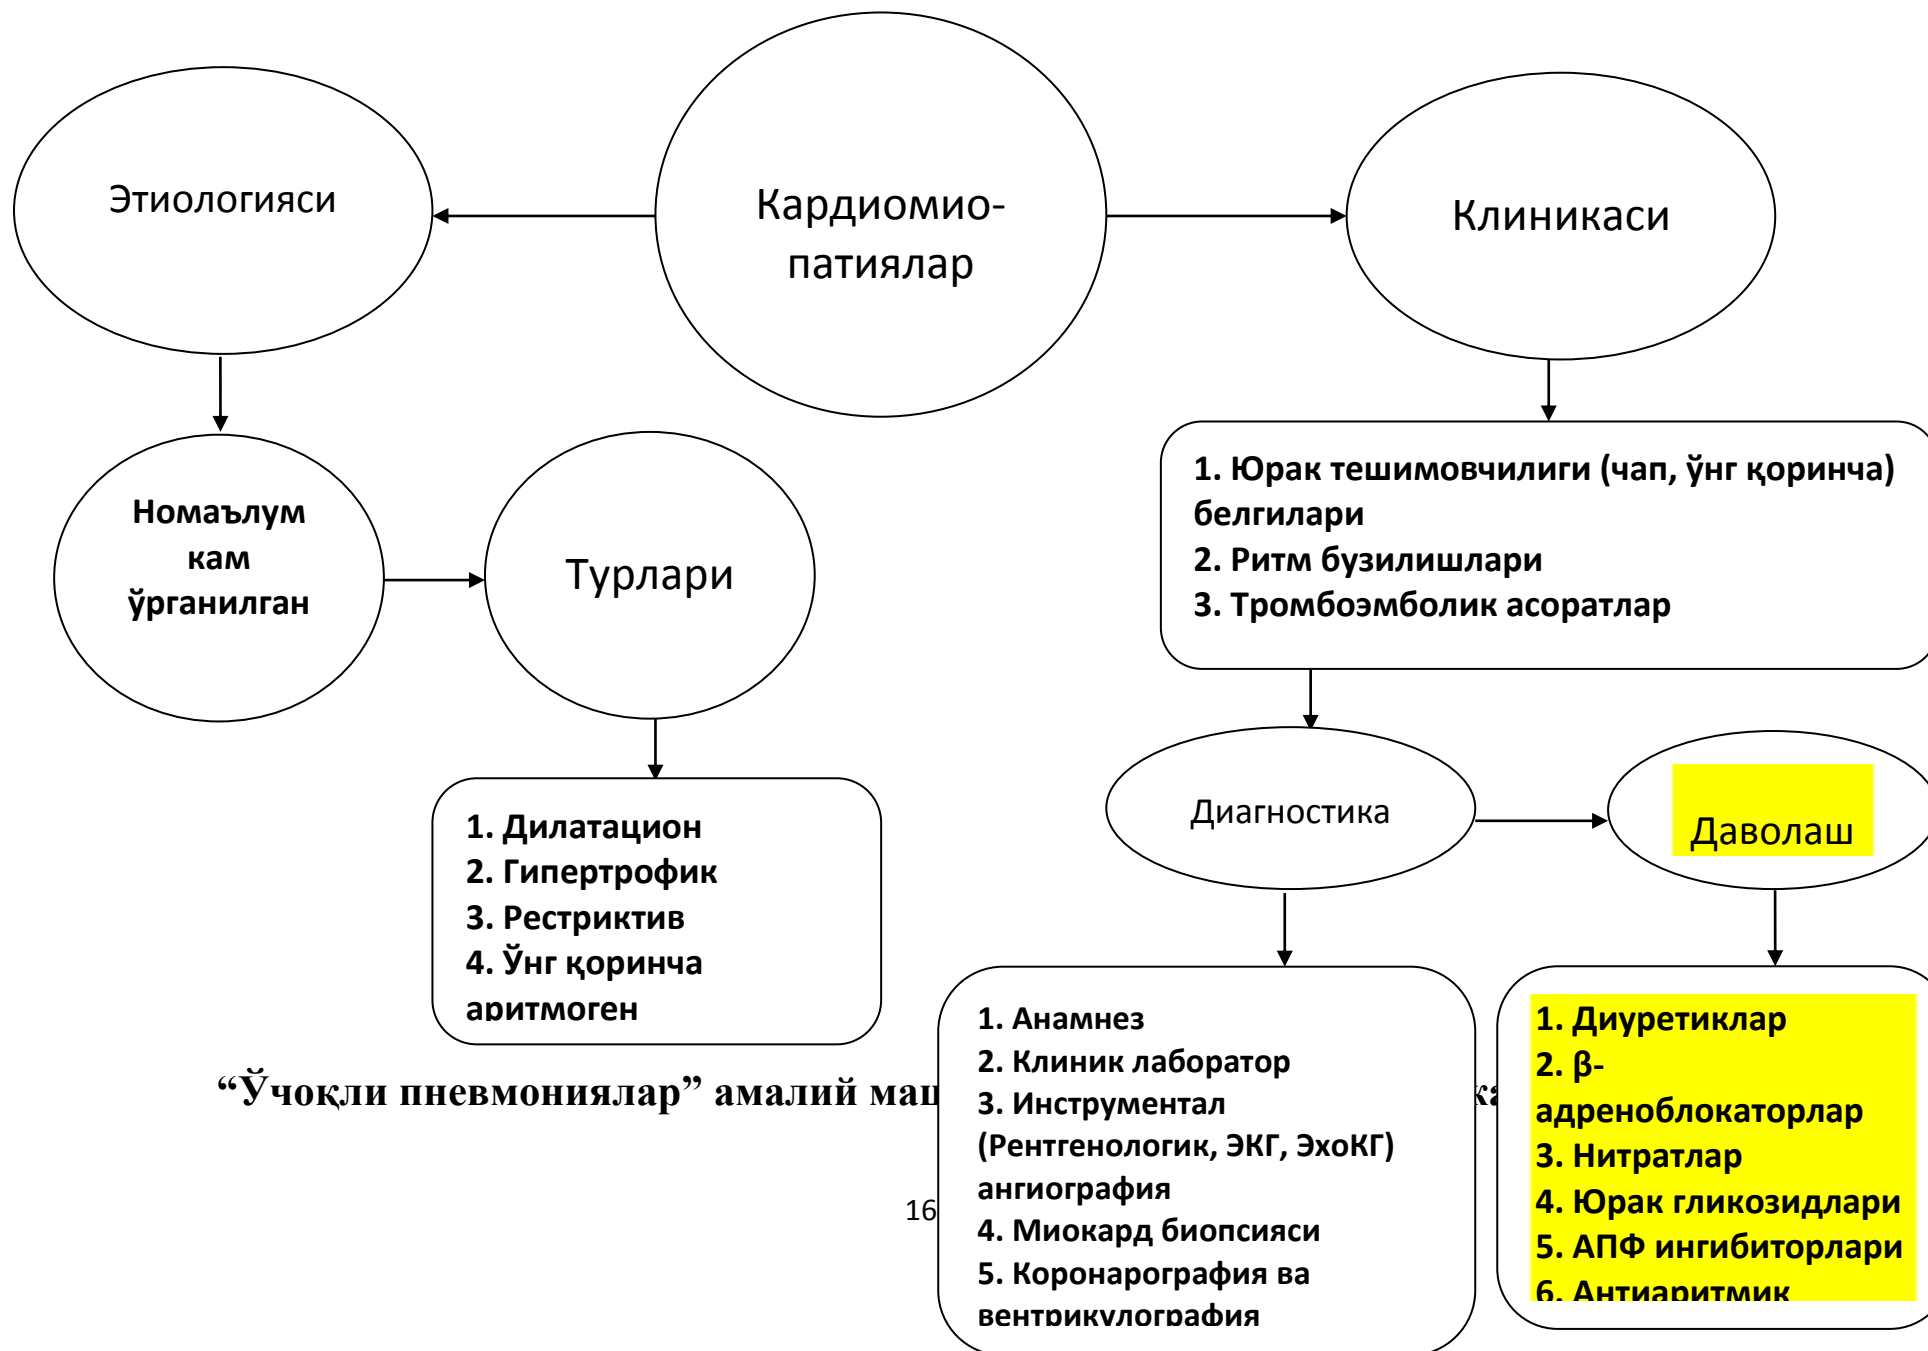 Этиологияси
Кардиомио-
патиялар
Клиникаси
Номаълум
кам
ўрганилган
Турлари
1. Юрак тешимовчилиги (чап, ўнг қоринча)
белгилари
2. Ритм бузилишлари
3. Тромбоэмболик асоратлар
1. Дилатацион
2. Гипертрофик
3. Рестриктив
4. Ўнг қоринча
аритмоген
Диагностика
Даволаш
1. Анамнез
2. Клиник лаборатор
3. Инструментал
(Рентгенологик, ЭКГ, ЭхоКГ)
ангиография
4. Миокард биопсияси
5. Коронарография ва
вентрикулография
1. Диуретиклар
2. β-
адреноблокаторлар
3. Нитратлар
4. Юрак гликозидлари
5. АПФ ингибиторлари
6. Антиаритмик
“Ўчоқли пневмониялар” амалий
16